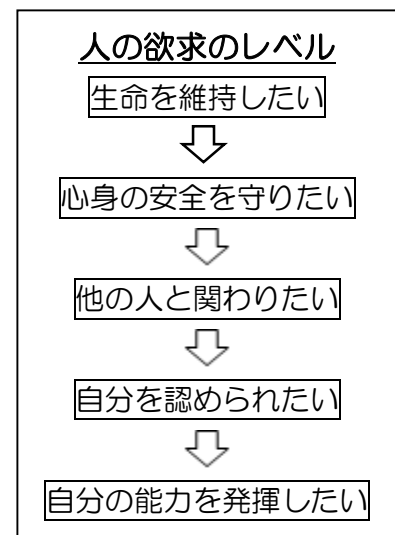 人の欲求のレベル
生命を維持したい
心身の安全を守りたい
他の人と関わりたい
自分を認められたい
自分の能力を発揮したい